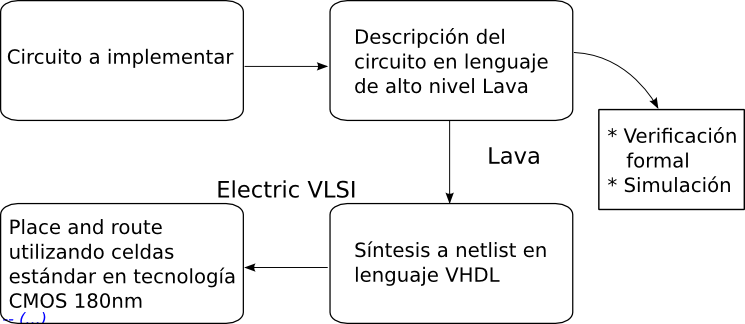 Circuito a implementar
Descripción del
circuito en lenguaje
de alto nivel Lava
* Verificación
formal
* Simulación
Lava
Electric VLSI
Síntesis a netlist en
lenguaje VHDL
Place and route
utilizando celdas
estándar en tecnología
CMOS 180nm
-- (...)